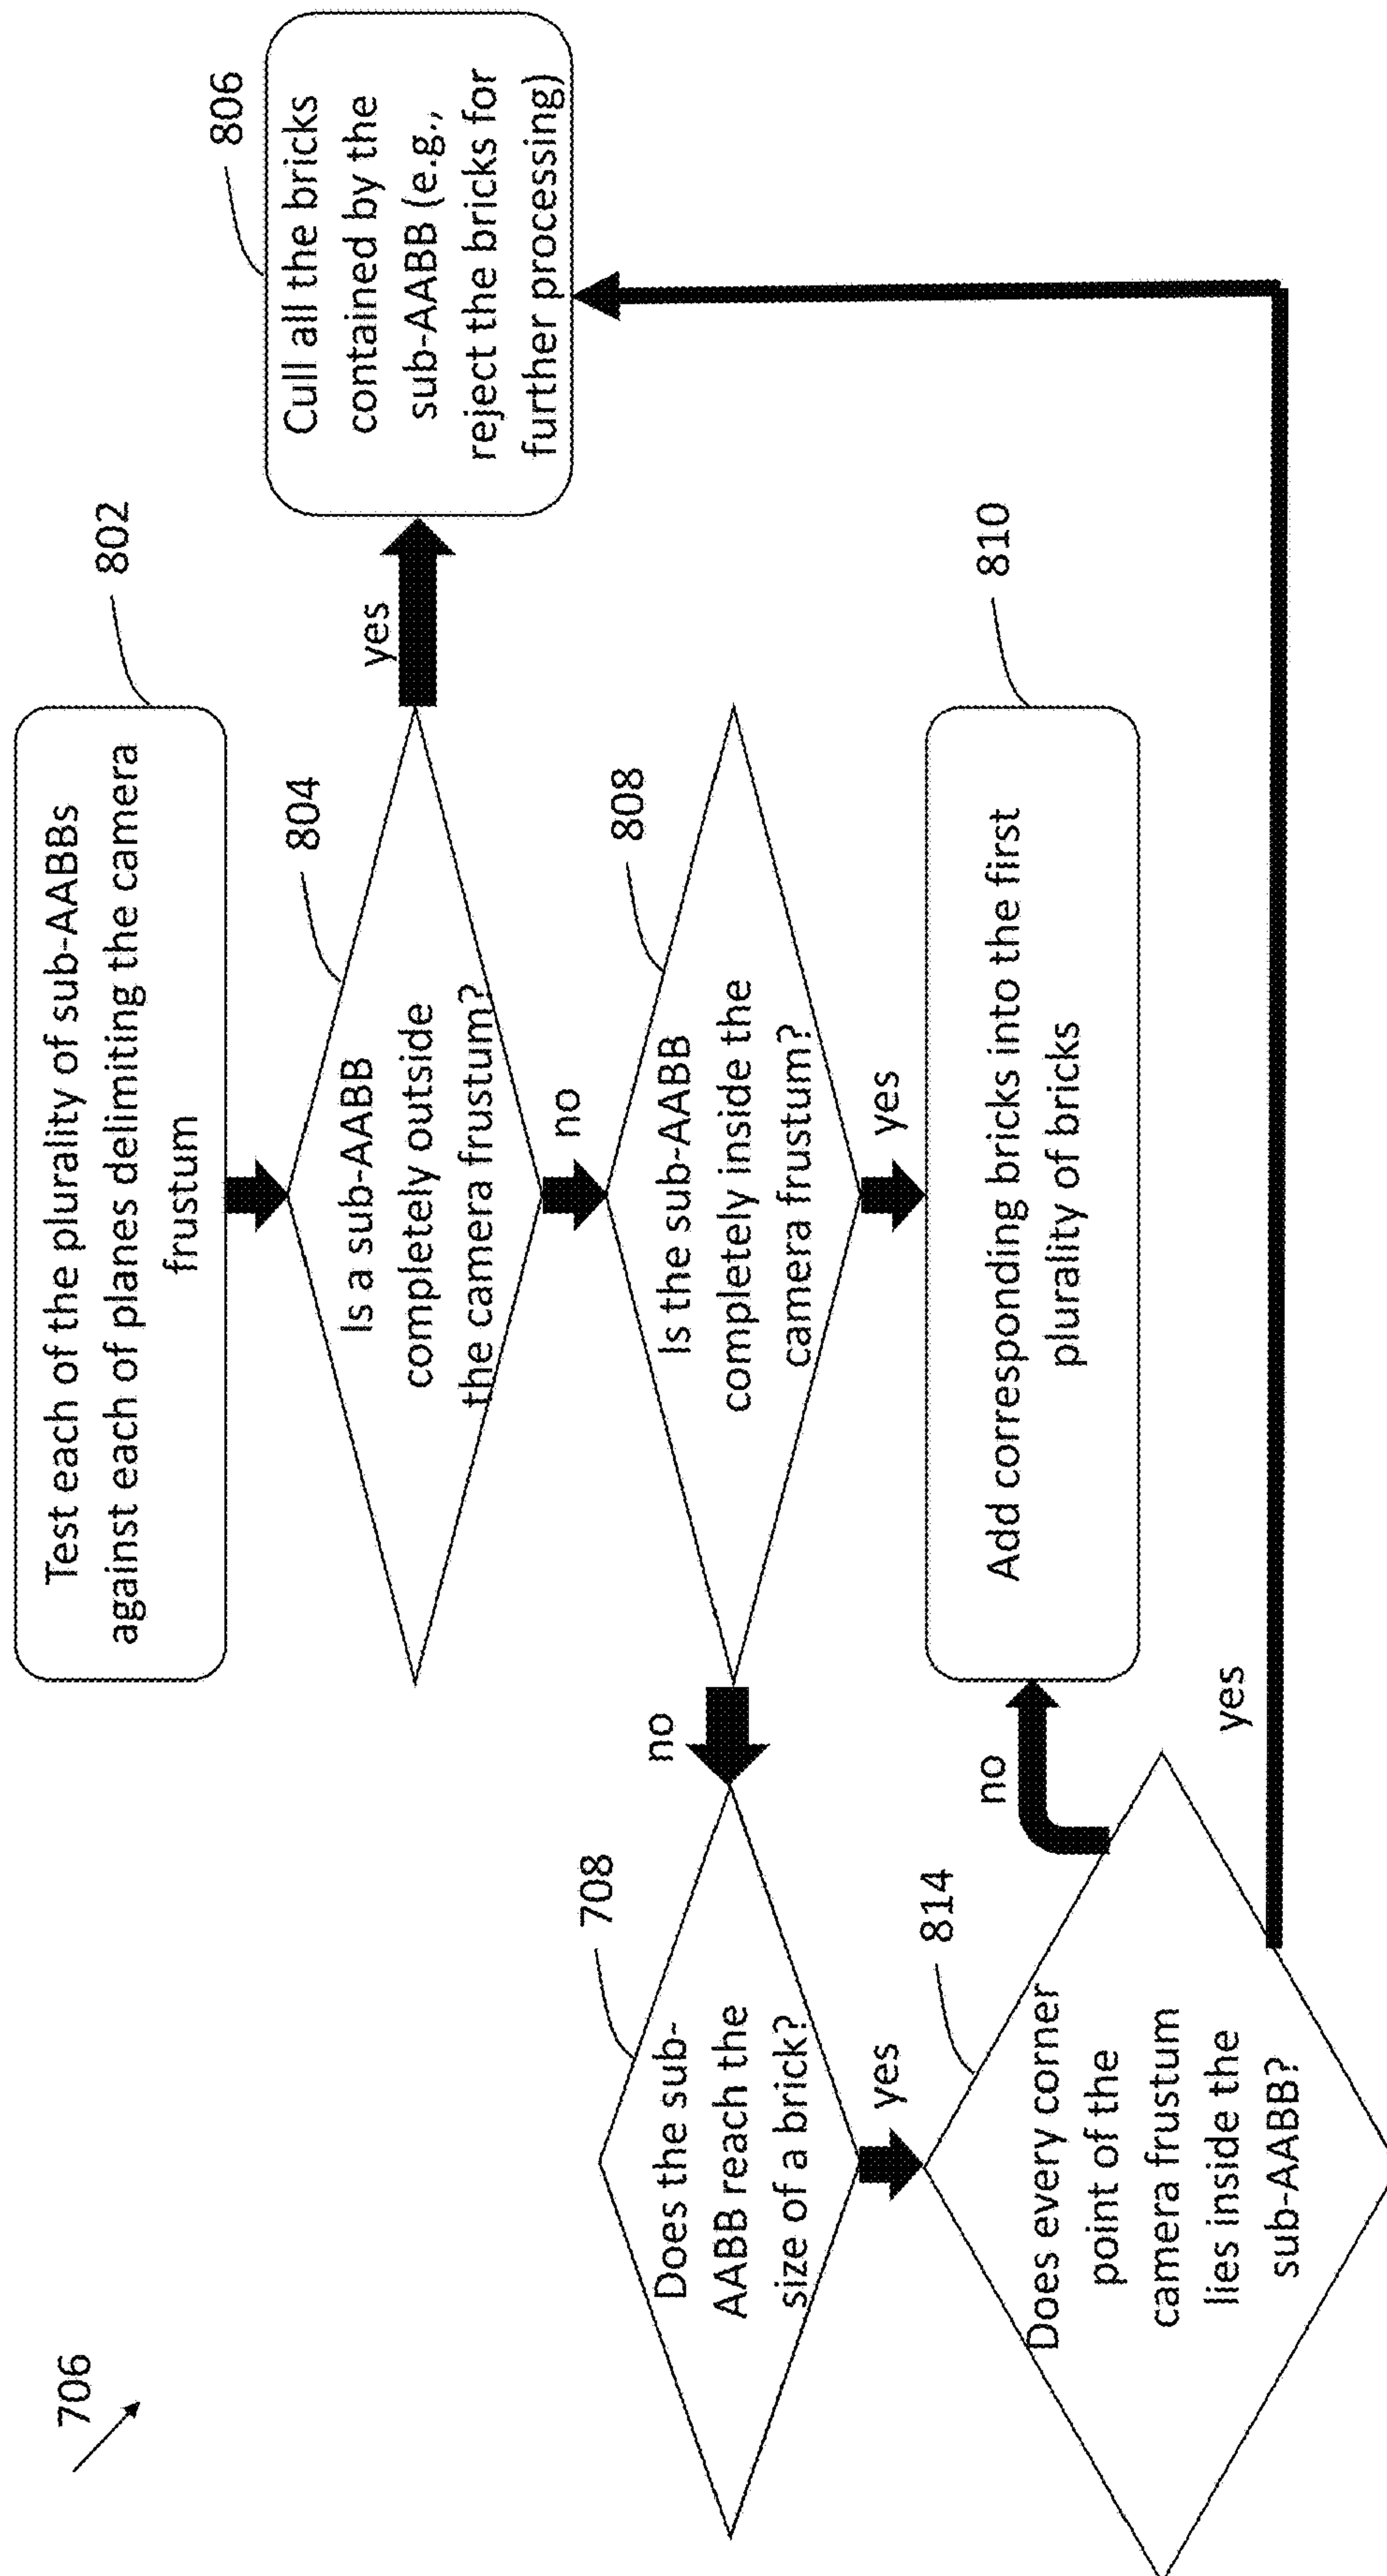 706
802
Test each of the plurality of sub-AABBs
against each of planes delimiting the camera
frustum
804
Is a sub-AABB
completely outside
the camera frustum?
yes
806
Cull all the bricks
contained by the
sub-AABB (e.g.,
reject the bricks for
further processing)
no
808
Is the sub-AABB
completely inside the
camera frustum?
no
708
Does the sub-
AABB reach the
size of a brick?
yes
yes
810
Add corresponding bricks into the first
plurality of bricks
814
Does every corner
point of the
camera frustum
lies inside the
sub-AABB?
no
yes